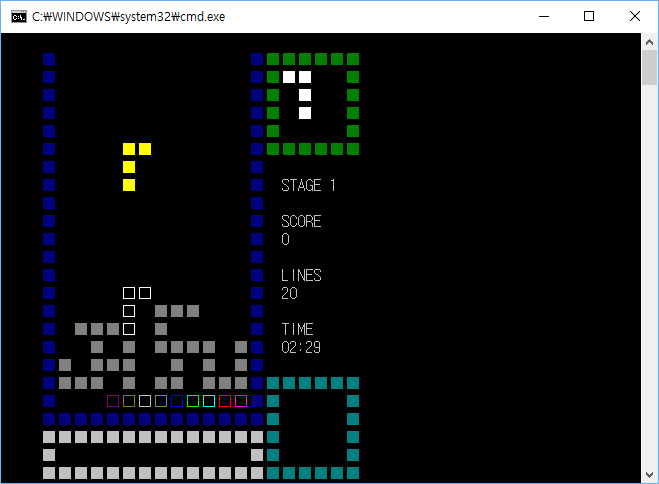 C:₩WINDOWS₩system32₩cmd.exe
STAGE 1
SCORE
0
LINES
20
TIME
02:29